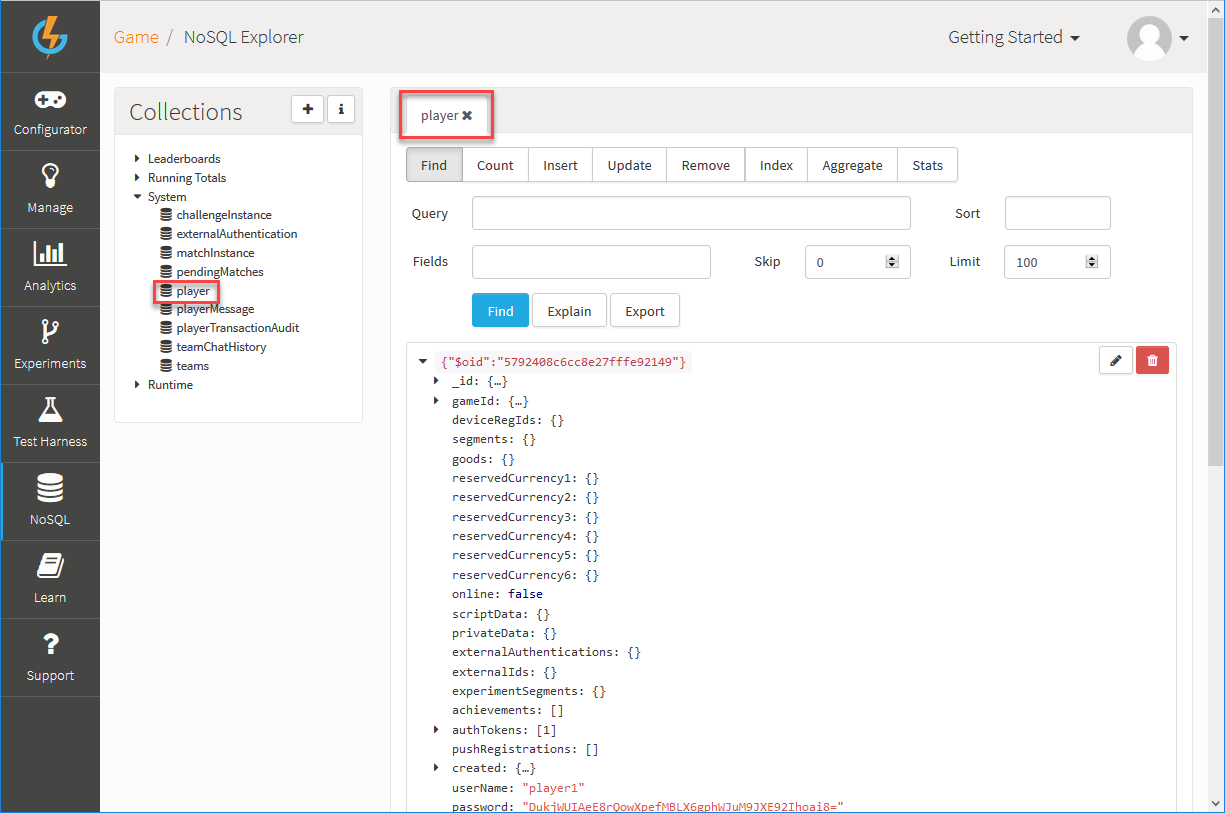 Game / NoSQL Explorer
Getting Started
Configurator
Manage
Analytics
Experiments
Test Harness
NoSQL
Learn
Support
Collections
Leaderboards
Running Totals
System
challengeInstance
externalAuthentication
matchInstance
pendingMatches
player
playerMessage
playerTransactionAudit
teamChatHistory
teams
Runtime
player
Find Count Insert Update Remove Index Aggregate Stats
Query Sort
Fields Skip 0 Limit 100
Find Explain Export
{"$oid":"5792408c6cc8e27fffe92149"}
_id: {…}
gameId: {…}
deviceRegIds: {}
segments: {}
goods: {}
reservedCurrency1: {}
reservedCurrency2: {}
reservedCurrency3: {}
reservedCurrency4: {}
reservedCurrency5: {}
reservedCurrency6: {}
online: false
scriptData: {}
privateData: {}
externalAuthentications: {}
externalIds: {}
experimentSegments: {}
achievements: []
authTokens: [1]
pushRegistrations: []
created: {…}
userName: "player1"
password: "DukjWUIAeE8rQowXpefMBLX6gphWJuM9JXE92Ihoai8="